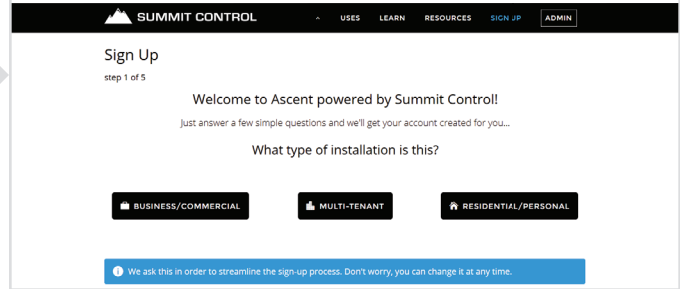 SUMMIT CONTROL
^ USES LEARN RESOURCES SIGN UP ADMIN
Sign Up
step 1 of 5
Welcome to Ascent powered by Summit Control!
Just answer a few simple questions and we'll get your account created for you...
What type of installation is this?
BUSINESS/COMMERCIAL
MULTI-TENANT
RESIDENTIAL/PERSONAL
We ask this in order to streamline the sign-up process. Don't worry, you can change it at any time.